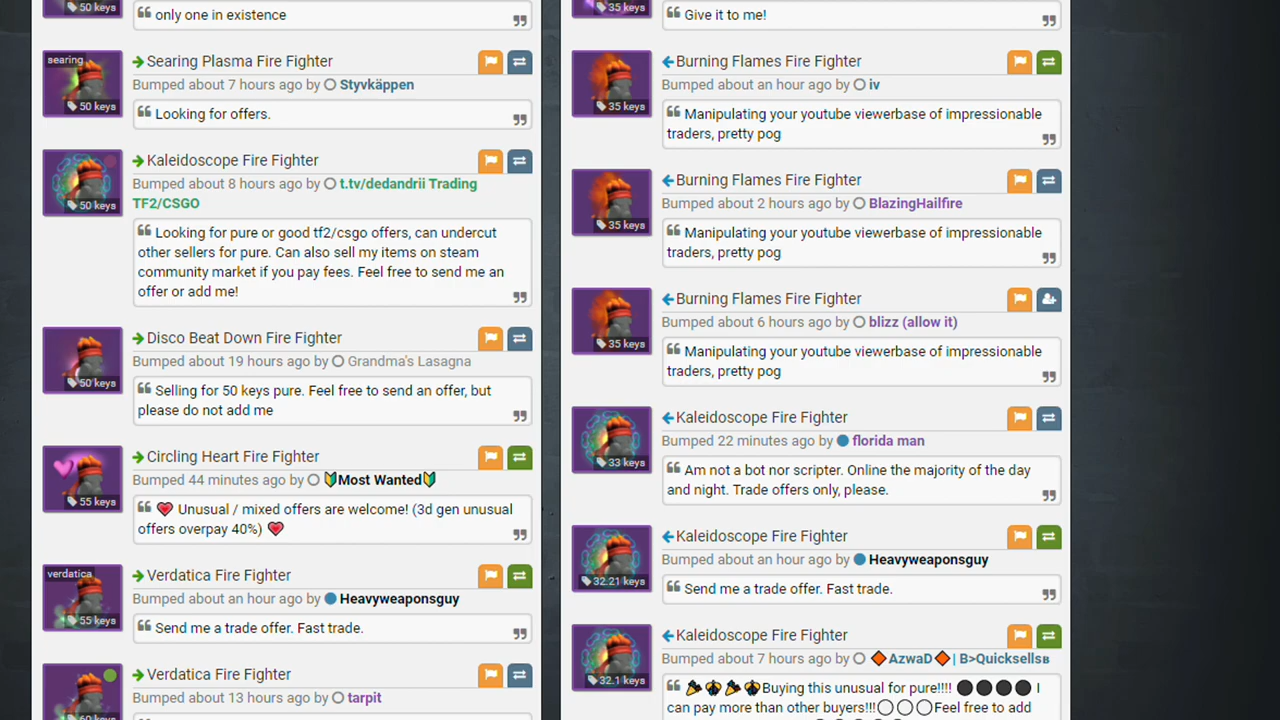 50 keys
only one in existence
searing
Searing Plasma Fire Fighter
Bumped about 7 hours ago by Styvkäppen
50 keys
Looking for offers.
Kaleidoscope Fire Fighter
Bumped about 8 hours ago by t.tv/dedandrii Trading
TF2/CSGO
50 keys
Looking for pure or good tf2/csgo offers, can undercut
other sellers for pure. Can also sell my items on steam
community market if you pay fees. Feel free to send me an
offer or add me!
Disco Beat Down Fire Fighter
Bumped about 19 hours ago by Grandma's Lasagna
50 keys
Selling for 50 keys pure. Feel free to send an offer, but
please do not add me
Circling Heart Fire Fighter
Bumped 44 minutes ago by 🔰Most Wanted🔰
55 keys
❤ Unusual / mixed offers are welcome! (3d gen unusual
offers overpay 40%) ❤
verdatica
Verdatica Fire Fighter
Bumped about an hour ago by Heavyweaponsguy
55 keys
Send me a trade offer. Fast trade.
Verdatica Fire Fighter
Bumped about 13 hours ago by tarpit
60 keys
35 keys
Give it to me!
Burning Flames Fire Fighter
Bumped about an hour ago by iv
35 keys
Manipulating your youtube viewerbase of impressionable
traders, pretty pog
Burning Flames Fire Fighter
Bumped about 2 hours ago by BlazingHailfire
35 keys
Manipulating your youtube viewerbase of impressionable
traders, pretty pog
Burning Flames Fire Fighter
Bumped about 6 hours ago by blizz (allow it)
35 keys
Manipulating your youtube viewerbase of impressionable
traders, pretty pog
Kaleidoscope Fire Fighter
Bumped 22 minutes ago by florida man
33 keys
Am not a bot nor scripter. Online the majority of the day
and night. Trade offers only, please.
Kaleidoscope Fire Fighter
Bumped about an hour ago by Heavyweaponsguy
32.21 keys
Send me a trade offer. Fast trade.
Kaleidoscope Fire Fighter
Bumped about 7 hours ago by 🔶AzwaD🔶| B>Quicksellsв
32.1 keys
Buying this unusual for pure!!!! ⚫⚫⚫⚫ I
can pay more than other buyers!!!⚪⚪⚪Feel free to add